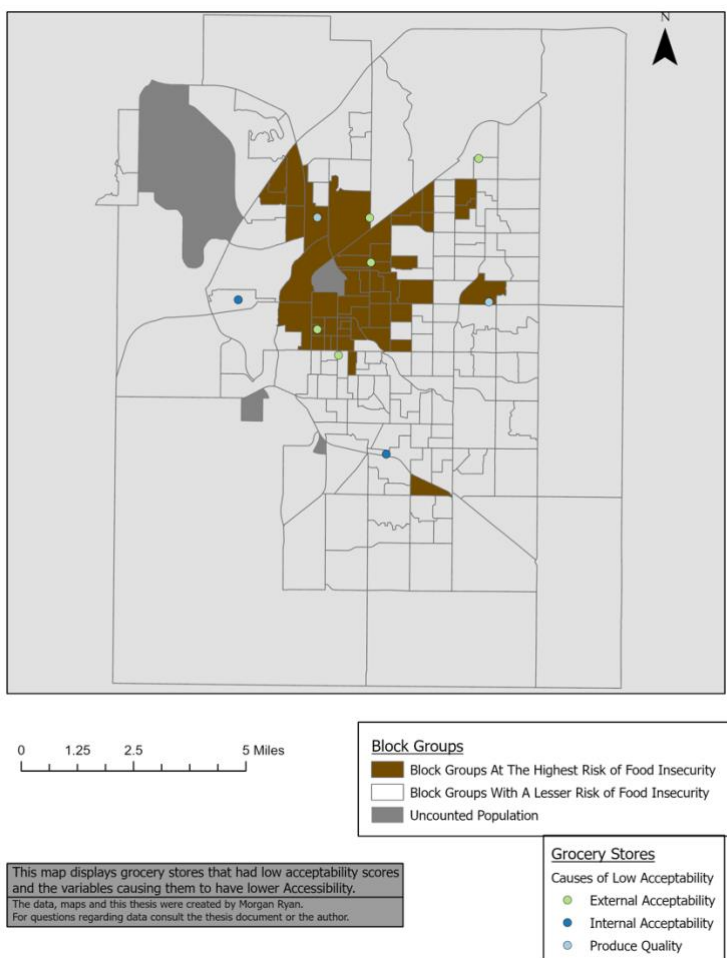 N
0 1.25 2.5 5 Miles
Block Groups
Block Groups At The Highest Risk of Food Insecurity
Block Groups With A Lesser Risk of Food Insecurity
Uncounted Population
This map displays grocery stores that had low acceptability scores
and the variables causing them to have lower Accessibility.
The data, maps and this thesis were created by Morgan Ryan.
For questions regarding data consult the thesis document or the author.
Grocery Stores
Causes of Low Acceptability
External Acceptability
Internal Acceptability
Produce Quality